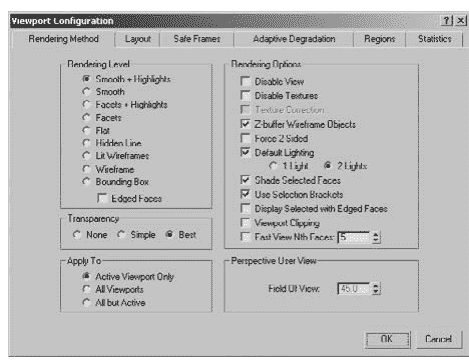 Viewport Configuration
Rendering Method Layout Safe Frames Adaptive Degradation Regions Statistics
Rendering Level
Smooth + Highlights
Smooth
Facets + Highlights
Facets
Flat
Hidden Line
Lit Wireframes
Wireframe
Bounding Box
Edged Faces
Transparency
None Simple Best
Apply To
Active Viewport Only
All Viewports
All but Active
Rendering Options
Disable View
Disable Textures
Texture Correction
Z-buffer Wireframe Objects
Force 2-Sided
Default Lighting
1 Light 2 Lights
Shade Selected Faces
Use Selection Brackets
Display Selected with Edged Faces
Viewport Clipping
Fast View Nth Faces: 5
Perspective User View
Field Of View: 45.0
OK Cancel